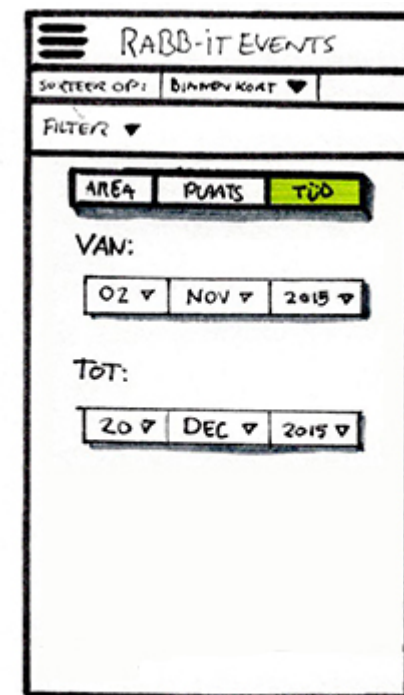 RABB-IT EVENTS
SORTEER OP: BINNENKORT
FILTER
AREA PLAATS TIJD
VAN:
02 NOV 2015
TOT:
20 DEC 2015